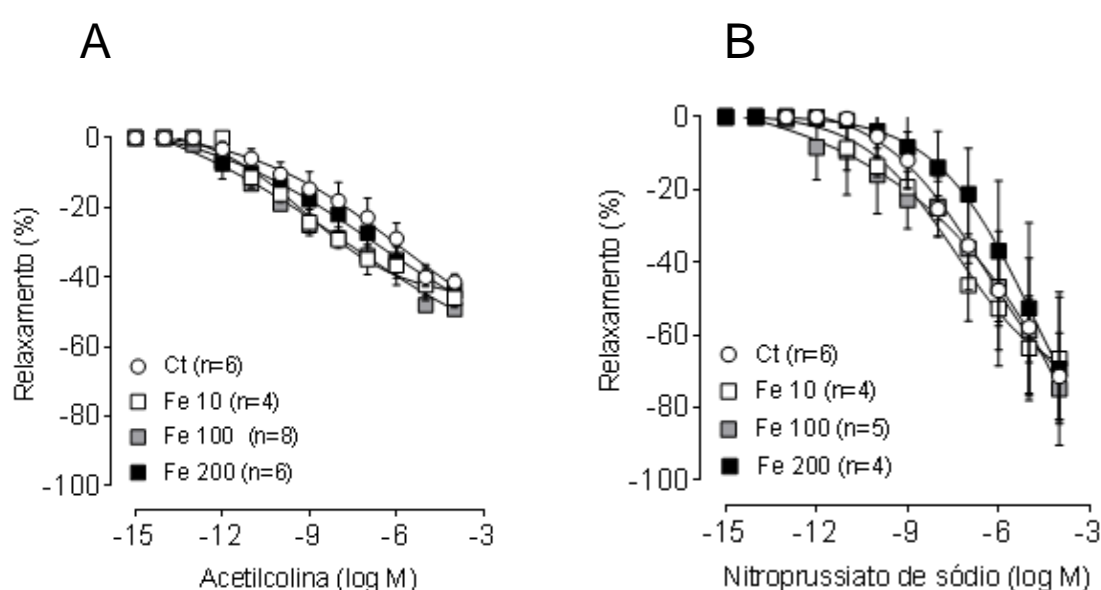 A
B
0
-20
-40
-60
-80
-100
Relaxamento (%)
Ct (n=6)
Fe 10 (n=4)
Fe 100 (n=8)
Fe 200 (n=6)
-15
-12
-9
-6
-3
Acetilcolina (log M)
0
-20
-40
-60
-80
-100
Relaxamento (%)
Ct (n=6)
Fe 10 (n=4)
Fe 100 (n=5)
Fe 200 (n=4)
-15
-12
-9
-6
-3
Nitroprussiato de sódio (log M)